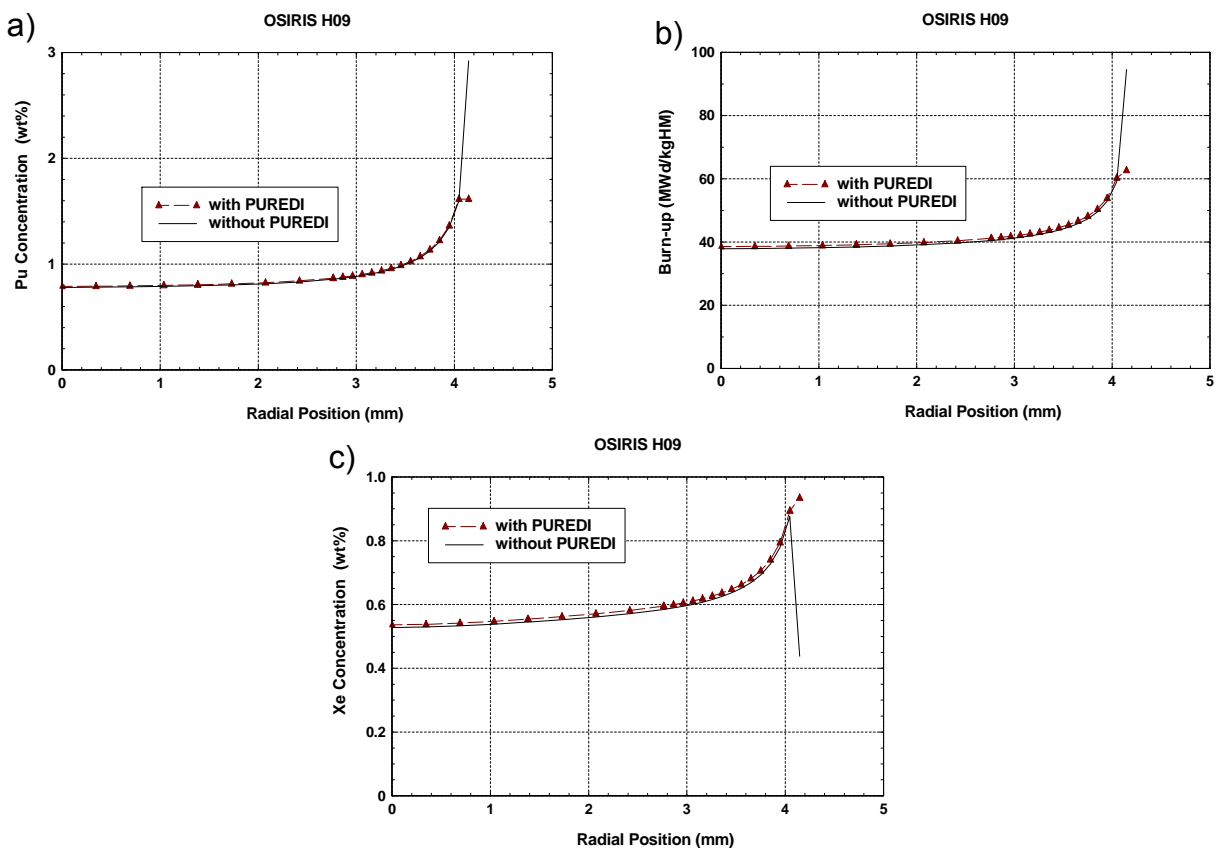 a)
OSIRIS H09
Pu Concentration (wt%)
3
2
1
0
with PUREDI
without PUREDI
0 1 2 3 4 5
Radial Position (mm)
b)
OSIRIS H09
Burn-up (MWd/kgHM)
100
80
60
40
20
0
with PUREDI
without PUREDI
0 1 2 3 4 5
Radial Position (mm)
c)
OSIRIS H09
Xe Concentration (wt%)
1.0
0.8
0.6
0.4
0.2
0
with PUREDI
without PUREDI
0 1 2 3 4 5
Radial Position (mm)